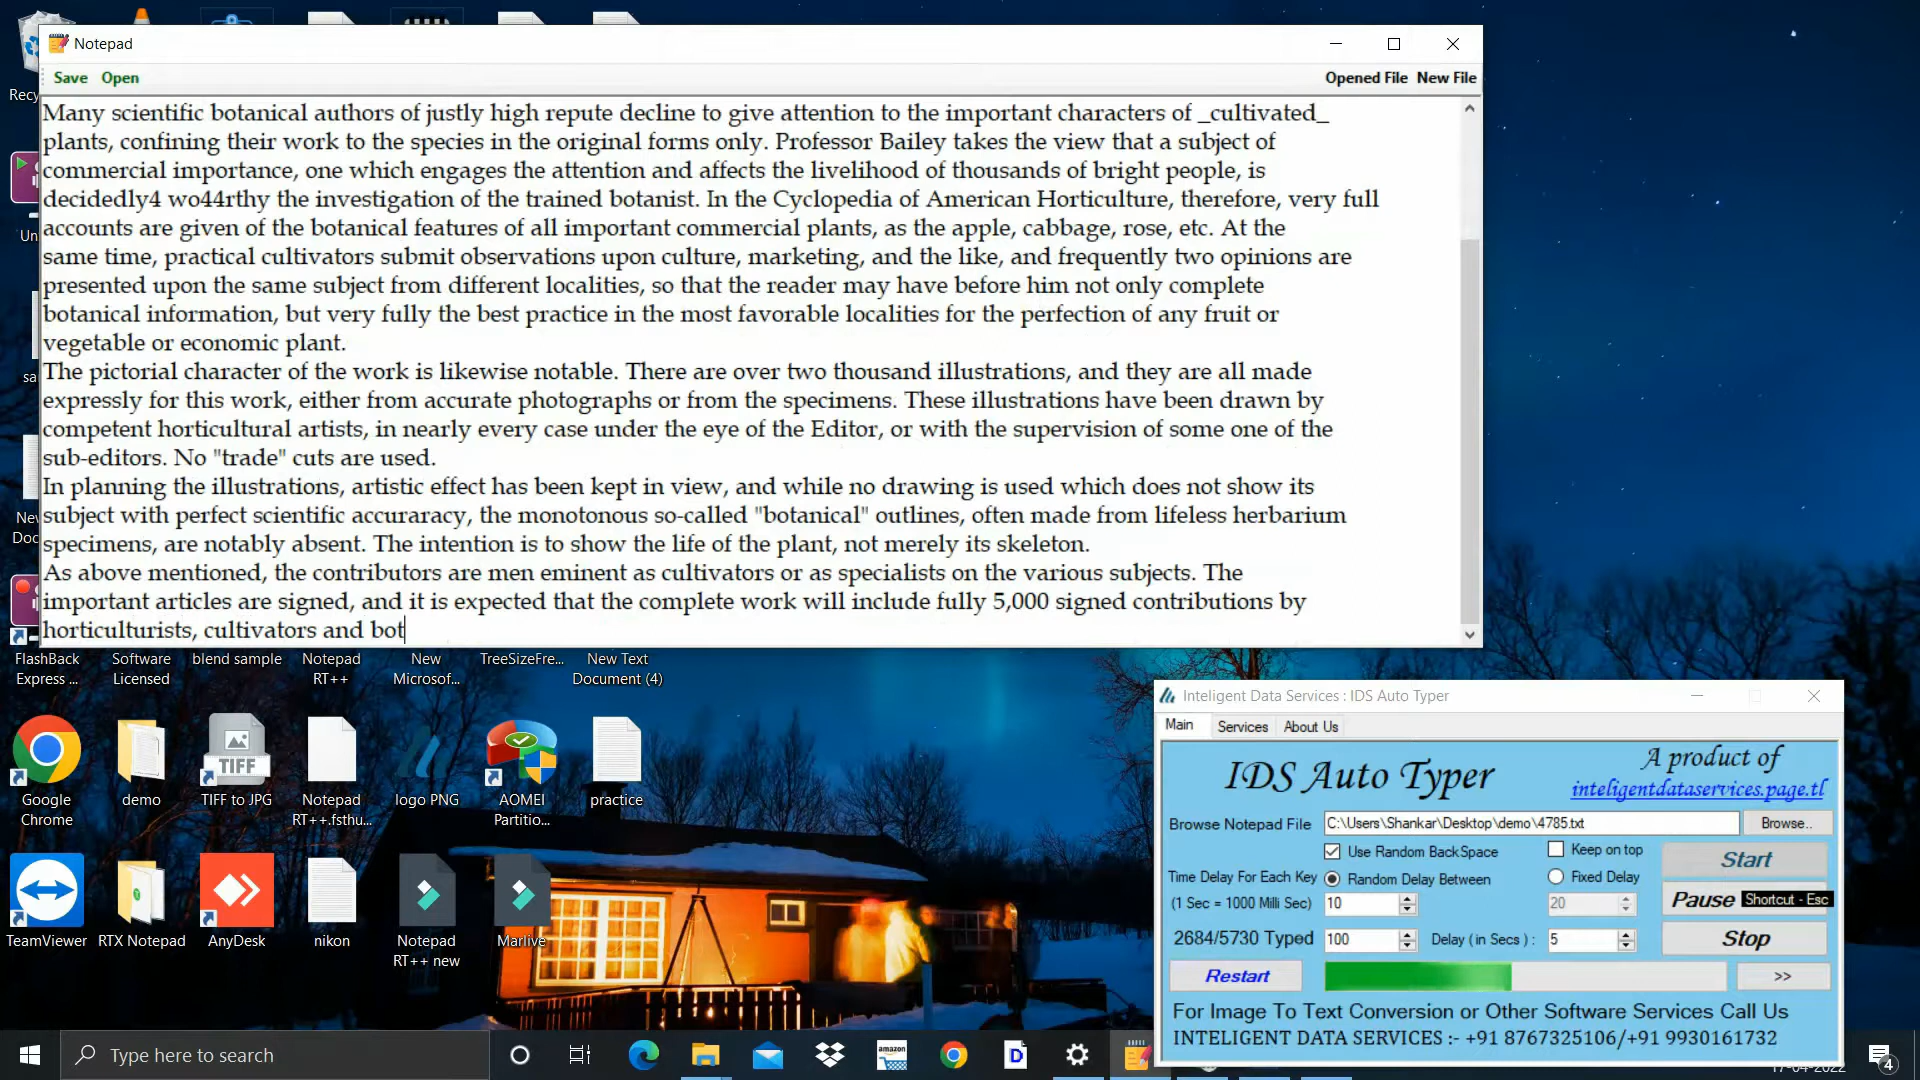 Notepad
Save Open Opened File New File
Many scientific botanical authors of justly high repute decline to give attention to the important characters of _cultivated_
plants, confining their work to the species in the original forms only. Professor Bailey takes the view that a subject of
commercial importance, one which engages the attention and affects the livelihood of thousands of bright people, is
decidedly4 wo44rthy the investigation of the trained botanist. In the Cyclopedia of American Horticulture, therefore, very full
accounts are given of the botanical features of all important commercial plants, as the apple, cabbage, rose, etc. At the
same time, practical cultivators submit observations upon culture, marketing, and the like, and frequently two opinions are
presented upon the same subject from different localities, so that the reader may have before him not only complete
botanical information, but very fully the best practice in the most favorable localities for the perfection of any fruit or
vegetable or economic plant.
The pictorial character of the work is likewise notable. There are over two thousand illustrations, and they are all made
expressly for this work, either from accurate photographs or from the specimens. These illustrations have been drawn by
competent horticultural artists, in nearly every case under the eye of the Editor, or with the supervision of some one of the
sub-editors. No "trade" cuts are used.
In planning the illustrations, artistic effect has been kept in view, and while no drawing is used which does not show its
subject with perfect scientific accuraracy, the monotonous so-called "botanical" outlines, often made from lifeless herbarium
specimens, are notably absent. The intention is to show the life of the plant, not merely its skeleton.
As above mentioned, the contributors are men eminent as cultivators or as specialists on the various subjects. The
important articles are signed, and it is expected that the complete work will include fully 5,000 signed contributions by
horticulturists, cultivators and bot
Recy
Un
sa
New
Doc
FlashBack
Express ...
Software
Licensed
blend sample
Notepad
RT++
New
Microsof...
TreeSizeFre...
New Text
Document (4)
Google
Chrome
demo
TIFF
TIFF to JPG
Notepad
RT++.fsthu...
logo PNG
AOMEI
Partitio...
practice
TeamViewer
RTX Notepad
AnyDesk
nikon
Notepad
RT++ new
Marlive
Inteligent Data Services : IDS Auto Typer
Main Services About Us
IDS Auto Typer
A product of
inteligentdataservices.page.tl
Browse Notepad File C:\Users\Shankar\Desktop\demo\4785.txt Browse..
Use Random BackSpace Keep on top Start
Time Delay For Each Key Random Delay Between Fixed Delay
(1 Sec = 1000 Milli Sec) 10 20 Pause Shortcut - Esc
2684/5730 Typed 100 Delay (in Secs) : 5 Stop
Restart >>
For Image To Text Conversion or Other Software Services Call Us
INTELIGENT DATA SERVICES :- +91 8767325106/+91 9930161732
Type here to search
amazon
D
17-04-2022
4